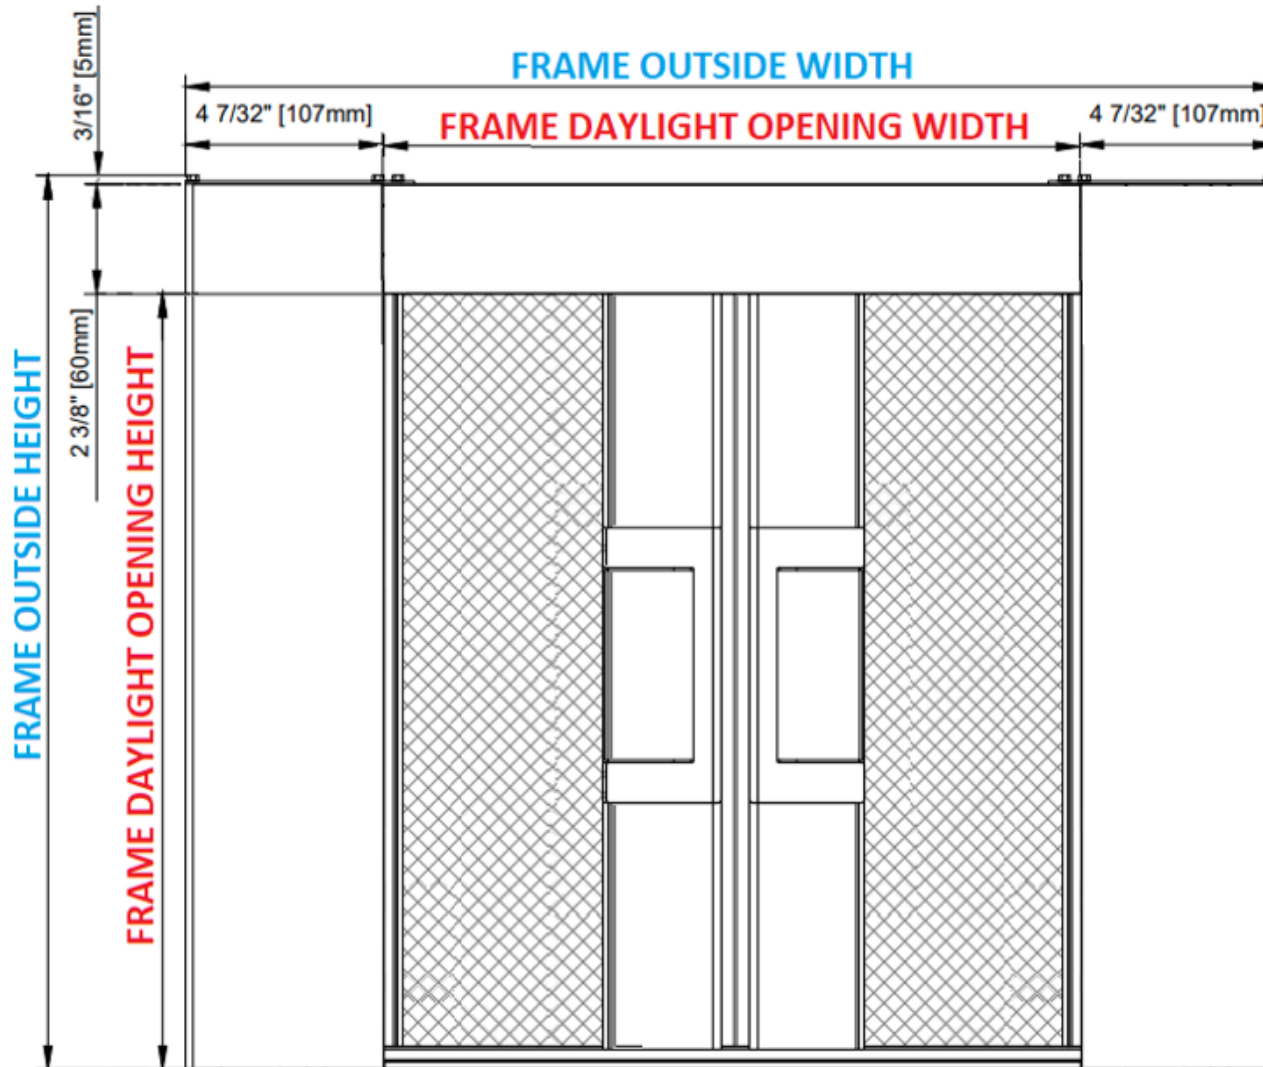 FRAME OUTSIDE WIDTH
3/16" [5mm]
4 7/32" [107mm]
FRAME DAYLIGHT OPENING WIDTH
4 7/32" [107mm]
2 3/8" [60mm]
FRAME OUTSIDE HEIGHT
FRAME DAYLIGHT OPENING HEIGHT